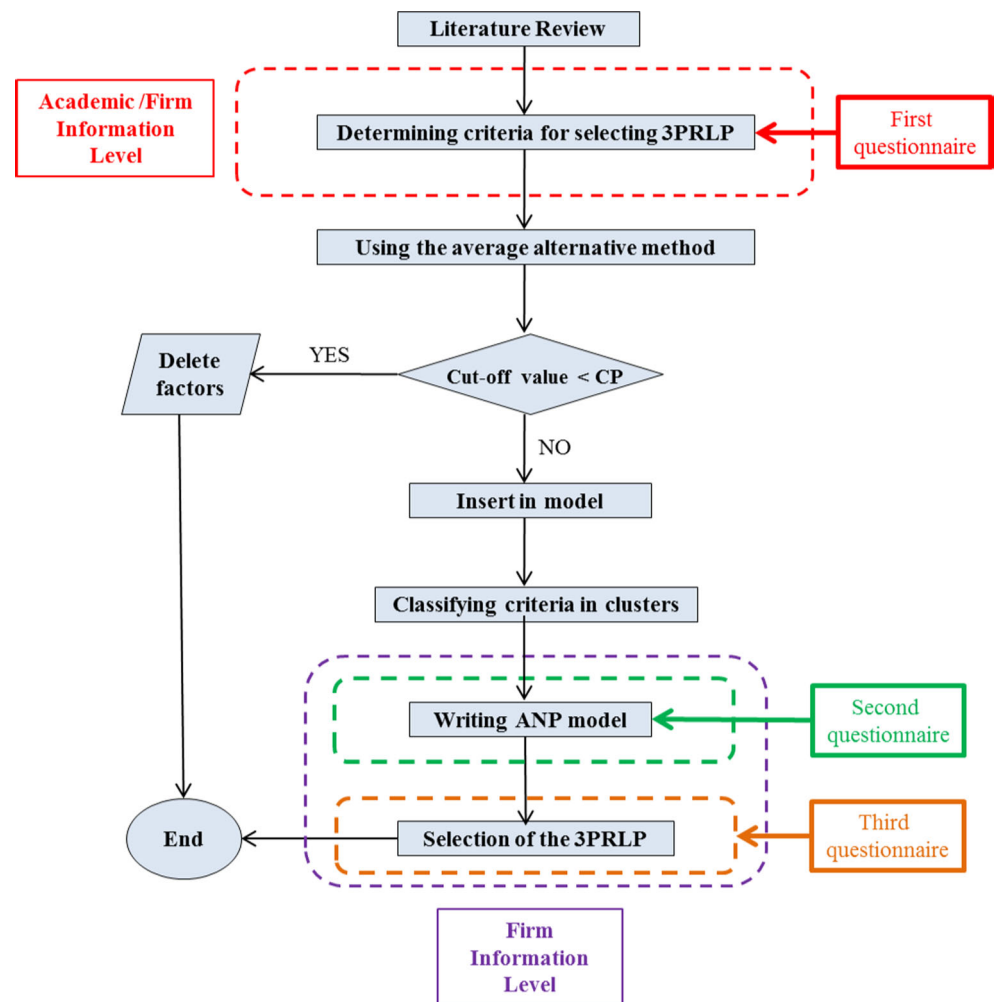 Literature Review
Academic /Firm
Information
Level
Determining criteria for selecting 3PRLP
First
questionnaire
Using the average alternative method
Delete
factors
YES
Cut-off value < CP
NO
Insert in model
Classifying criteria in clusters
Writing ANP model
Second
questionnaire
End
Selection of the 3PRLP
Third
questionnaire
Firm
Information
Level